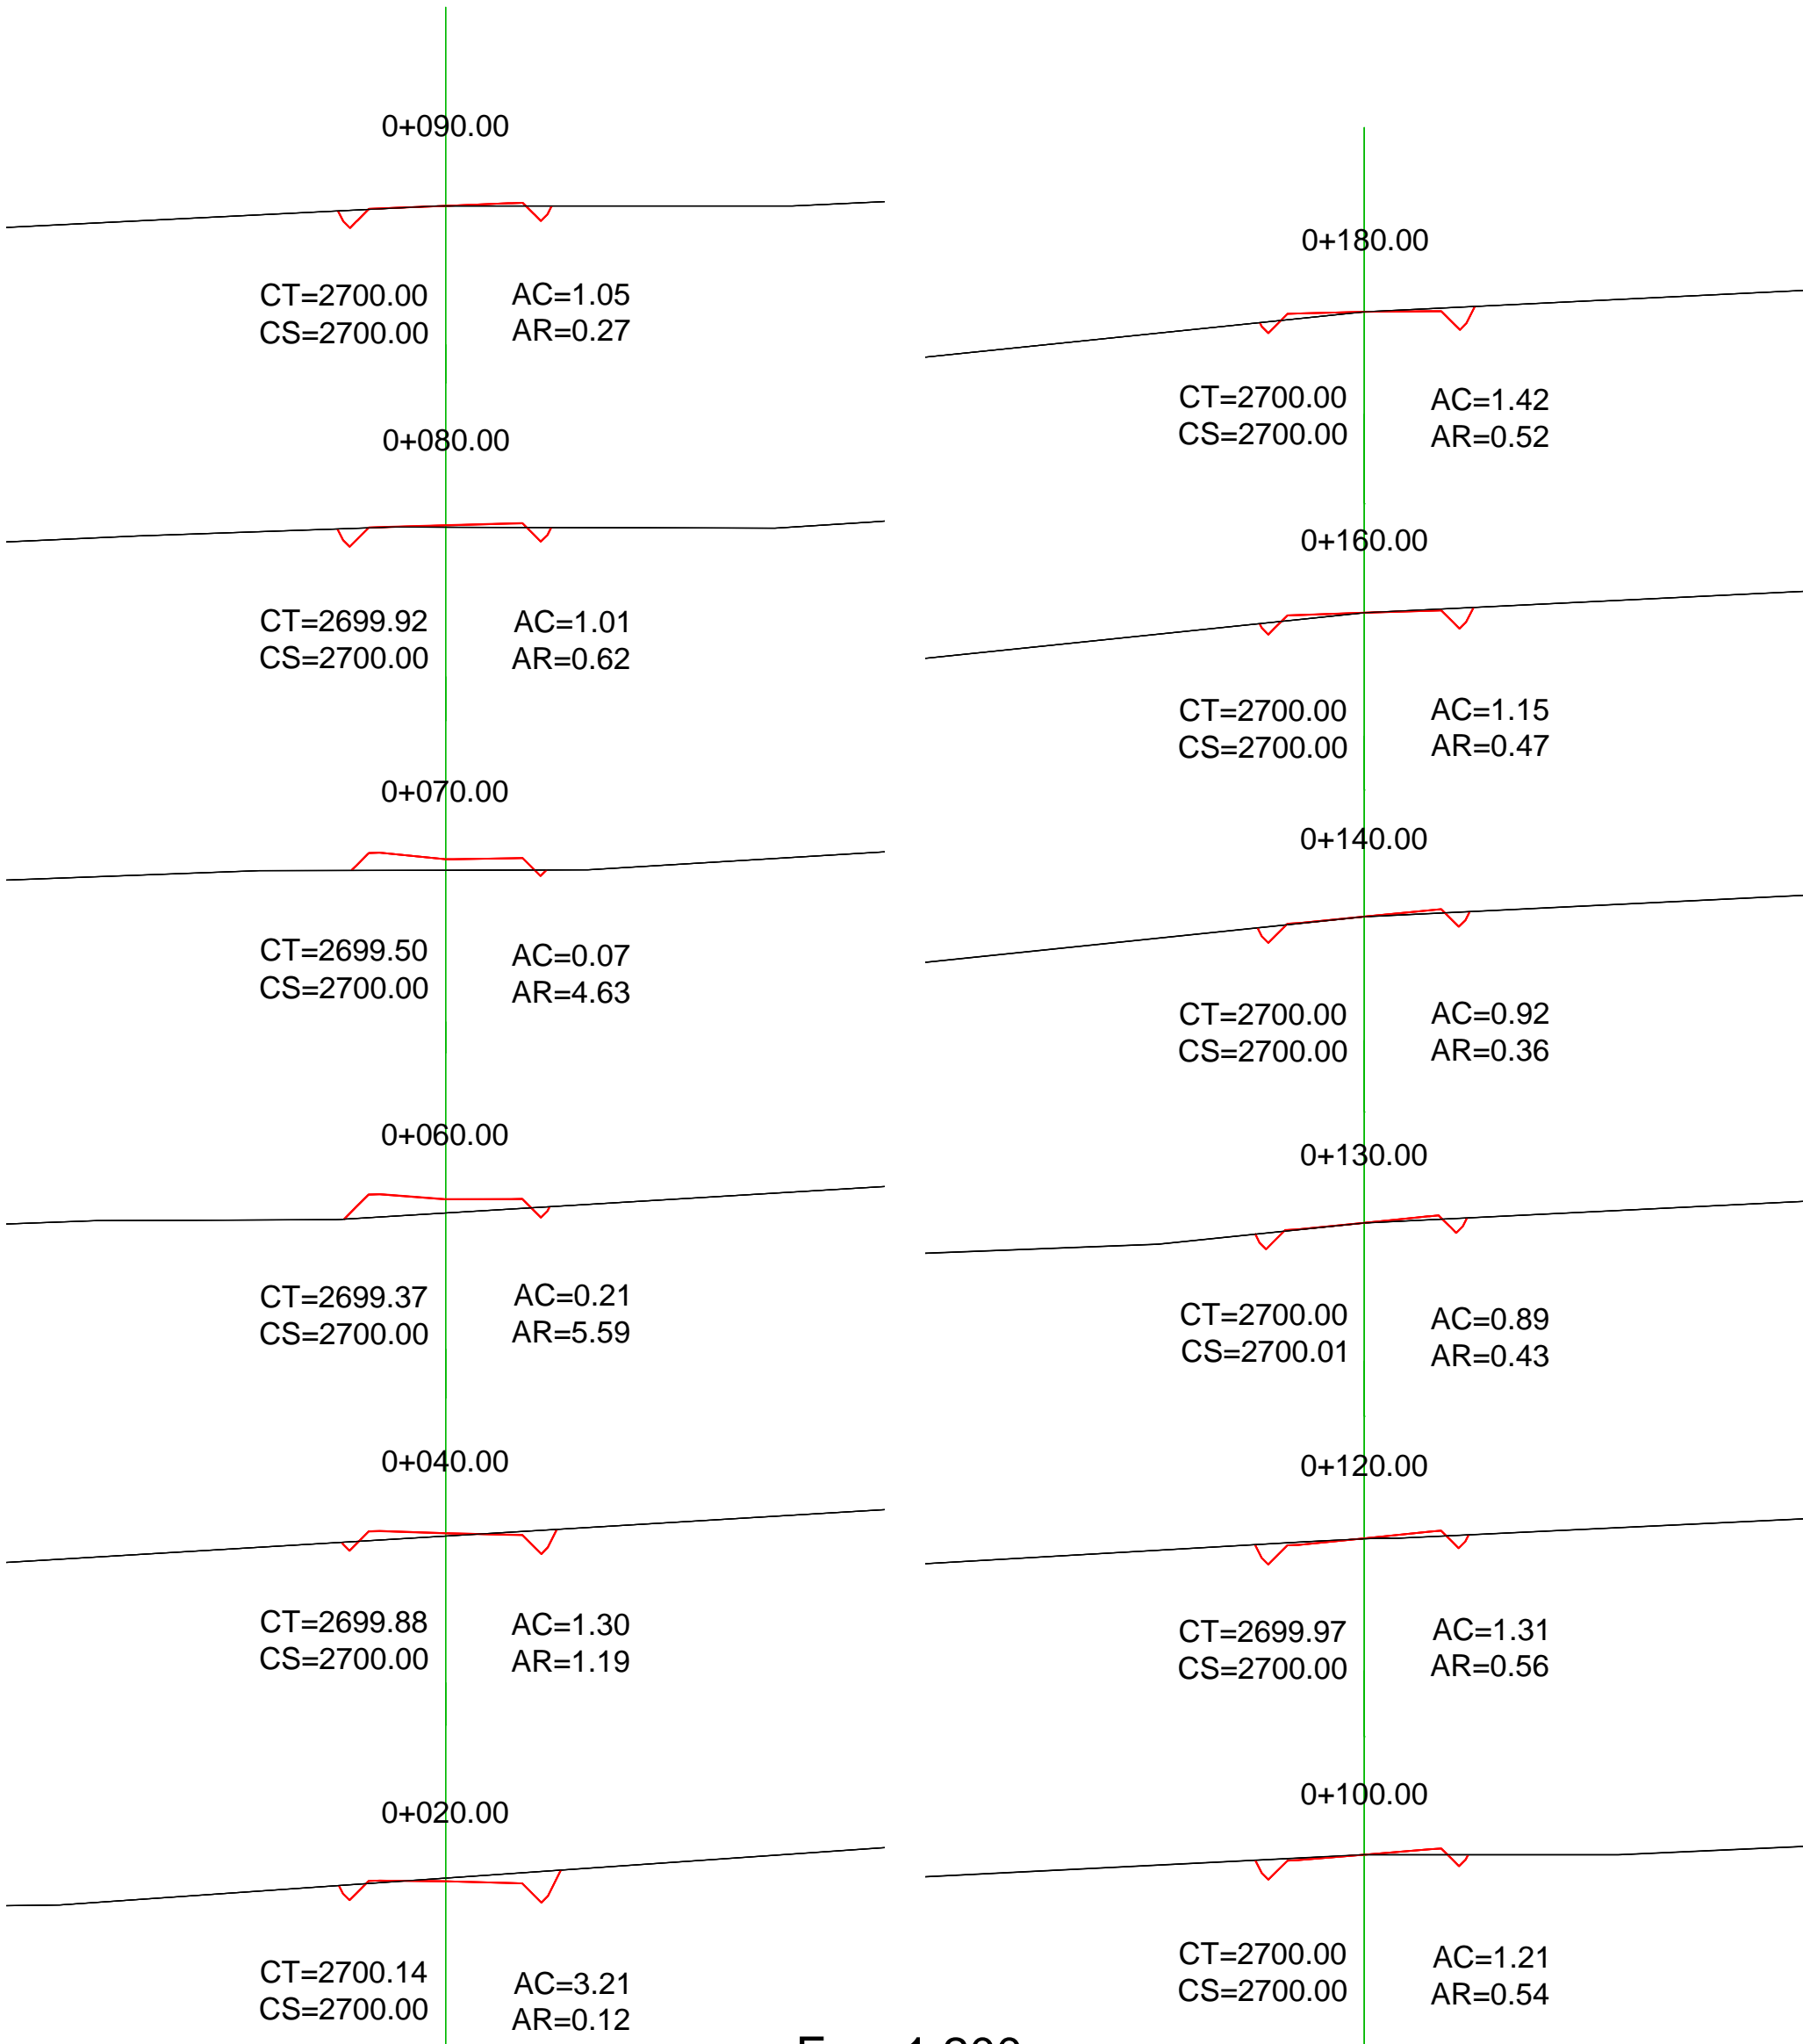 0+090.00
CT=2700.00
CS=2700.00
AC=1.05
AR=0.27
0+080.00
CT=2699.92
CS=2700.00
AC=1.01
AR=0.62
0+070.00
CT=2699.50
CS=2700.00
AC=0.07
AR=4.63
0+060.00
CT=2699.37
CS=2700.00
AC=0.21
AR=5.59
0+040.00
CT=2699.88
CS=2700.00
AC=1.30
AR=1.19
0+020.00
CT=2700.14
CS=2700.00
AC=3.21
AR=0.12
0+180.00
CT=2700.00
CS=2700.00
AC=1.42
AR=0.52
0+160.00
CT=2700.00
CS=2700.00
AC=1.15
AR=0.47
0+140.00
CT=2700.00
CS=2700.00
AC=0.92
AR=0.36
0+130.00
CT=2700.00
CS=2700.01
AC=0.89
AR=0.43
0+120.00
CT=2699.97
CS=2700.00
AC=1.31
AR=0.56
0+100.00
CT=2700.00
CS=2700.00
AC=1.21
AR=0.54